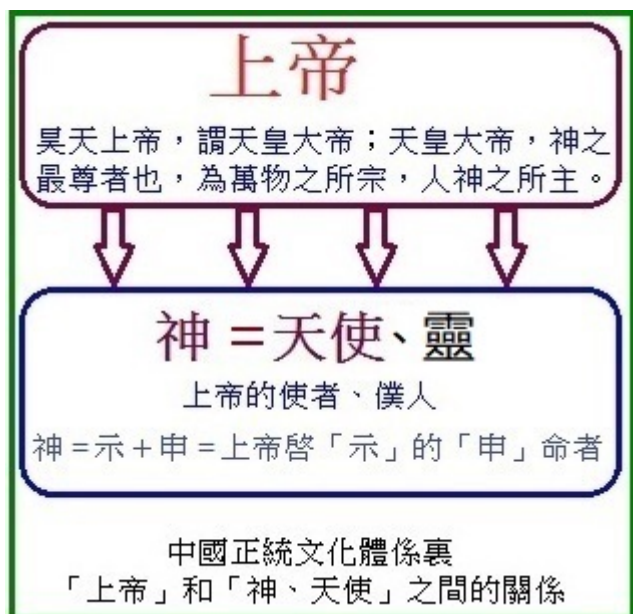 上帝
昊天上帝，謂天皇大帝；天皇大帝，神之
最尊者也，為萬物之所宗，人神之所主。
神＝天使、靈
上帝的使者、僕人
神＝示＋申＝上帝啓「示」的「申」命者
中國正統文化體係裏
「上帝」和「神、天使」之間的關係